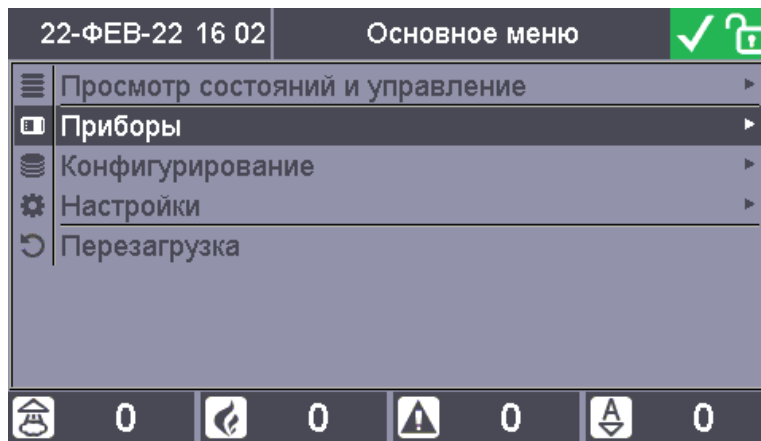 22-ФЕВ-22 16 02
Основное меню
Просмотр состояний и управление
Приборы
Конфигурирование
Настройки
Перезагрузка
0 0 0 A 0